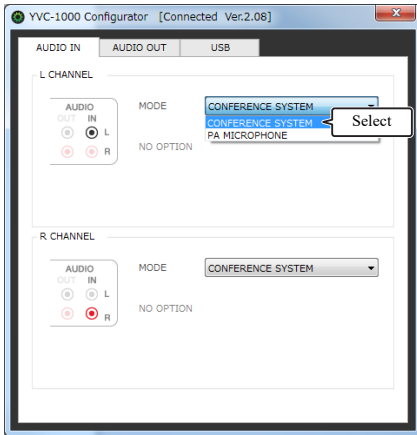 YVC-1000 Configurator [Connected Ver.2.08]
AUDIO IN AUDIO OUT USB
L CHANNEL
AUDIO
OUT IN
L
R
MODE CONFERENCE SYSTEM
CONFERENCE SYSTEM
PA MICROPHONE
Select
NO OPTION
R CHANNEL
AUDIO
OUT IN
L
R
MODE CONFERENCE SYSTEM
NO OPTION